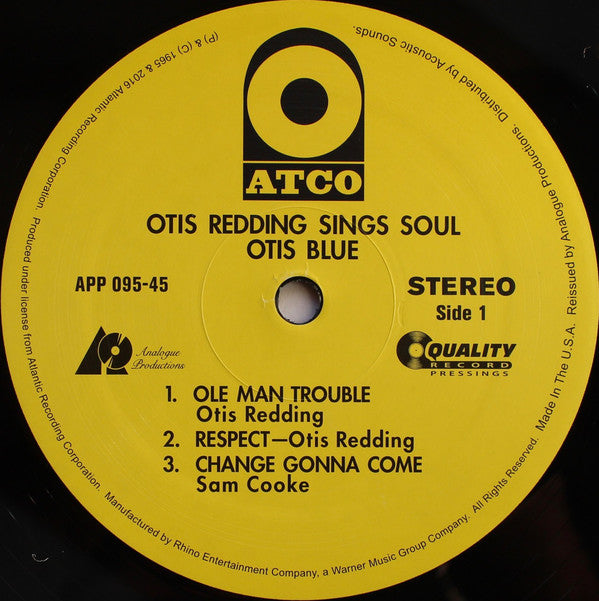 ATCO
OTIS REDDING SINGS SOUL
OTIS BLUE
APP 095-45
STEREO
Side 1
Analogue
Productions
QUALITY
RECORD
PRESSINGS
1. OLE MAN TROUBLE
Otis Redding
2. RESPECT—Otis Redding
3. CHANGE GONNA COME
Sam Cooke
(P) & (C) 1965 & 2016 Atlantic Recording Corporation. Produced under license from Atlantic Recording Corporation. Manufactured by Rhino Entertainment Company, a Warner Music Group Company. All Rights Reserved. Made In The U.S.A. Reissued by Analogue Productions. Distributed by Acoustic Sounds.